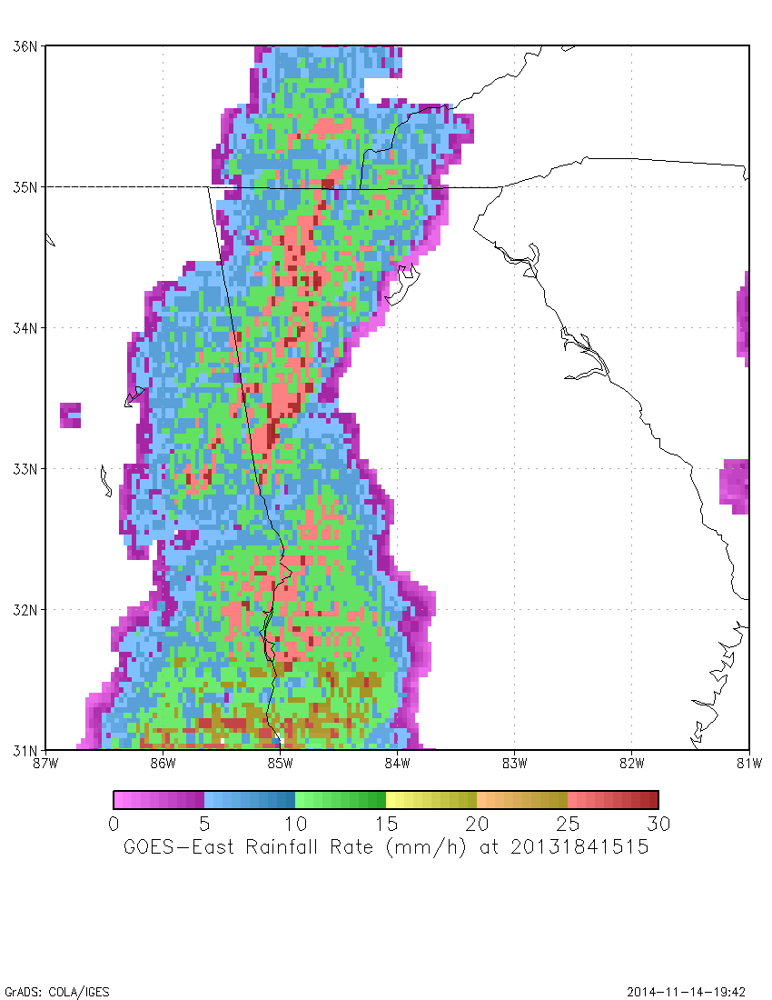 36N
35N
34N
33N
32N
31N
87W 86W 85W 84W 83W 82W 81W
0 5 10 15 20 25 30
GOES-East Rainfall Rate (mm/h) at 20131841515
GrADS: COLA/IGES 2014-11-14-19:42